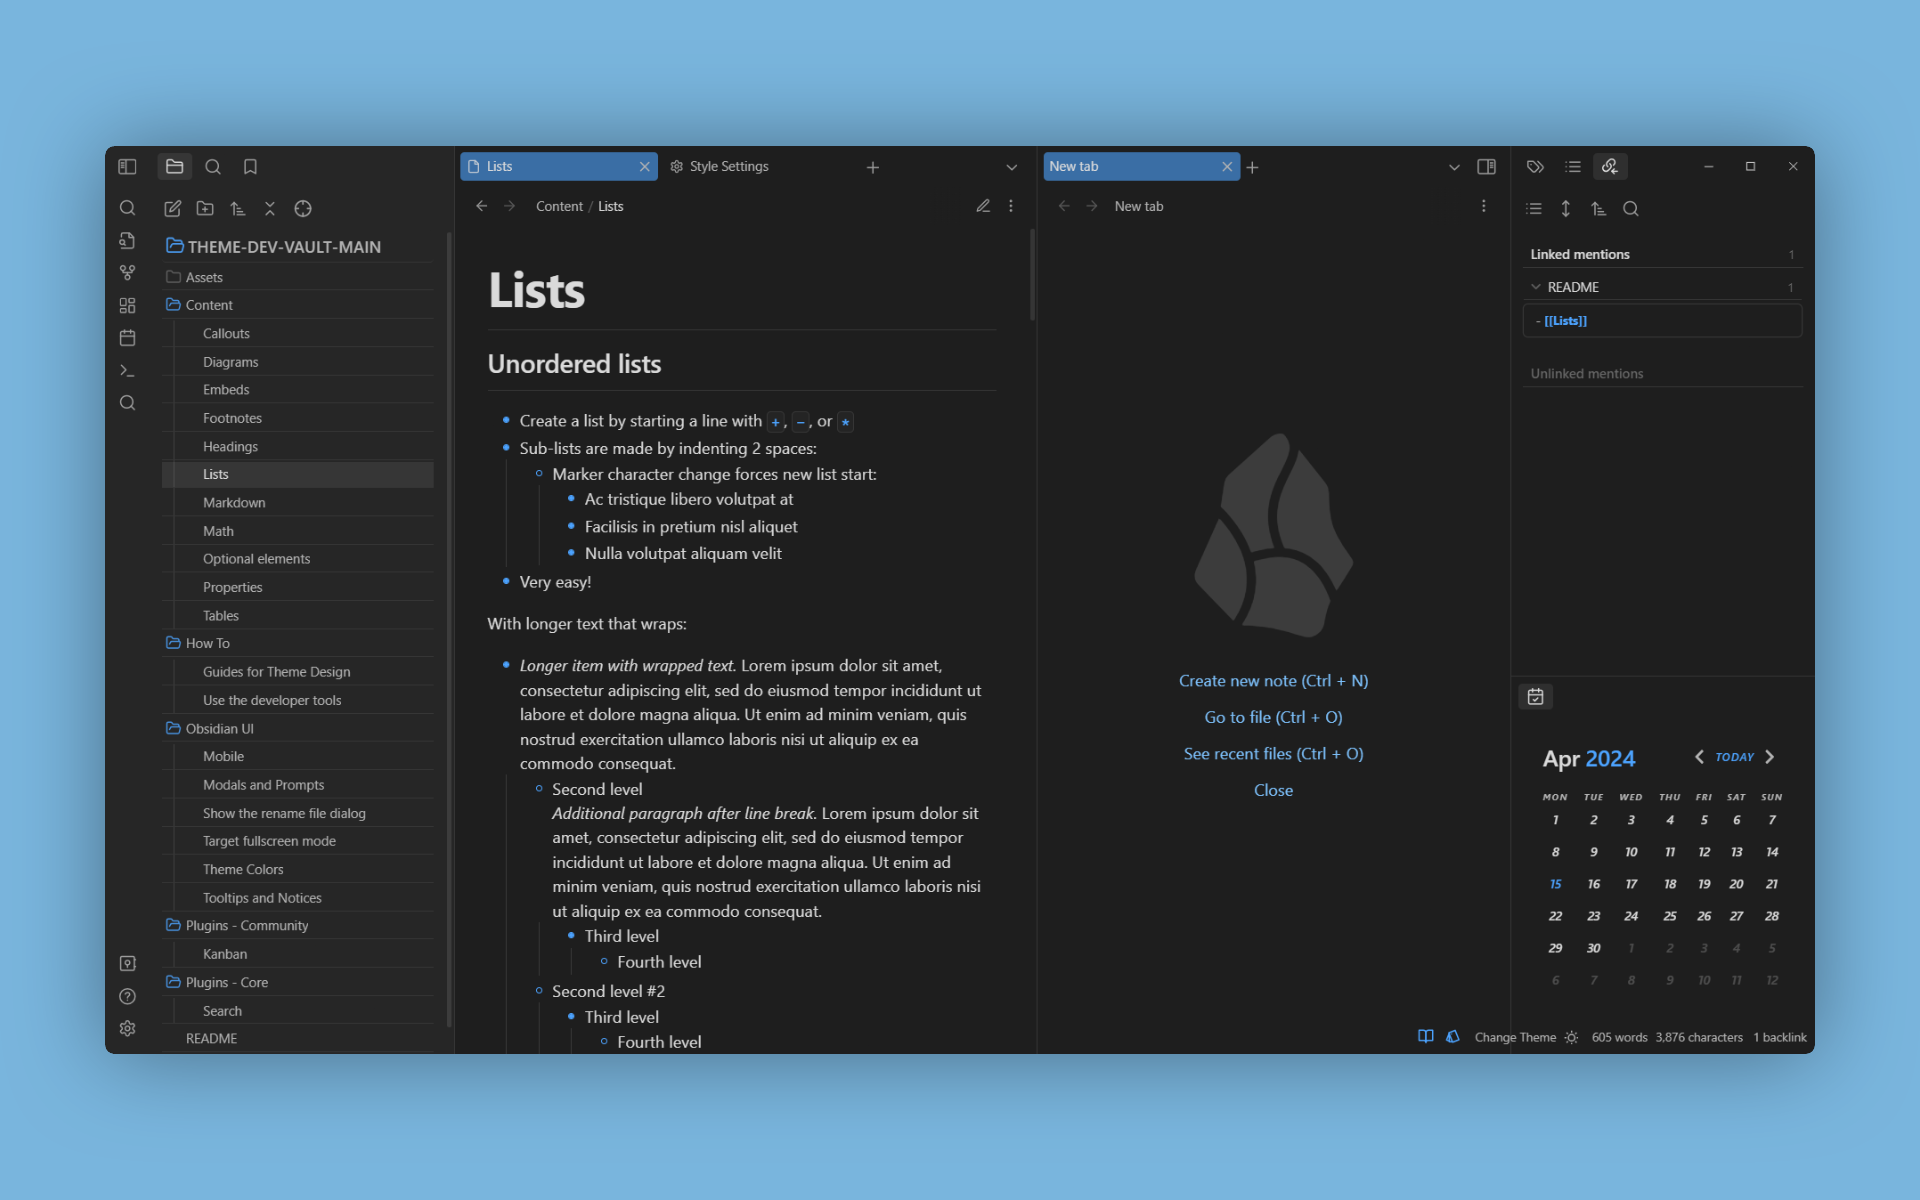 THEME-DEV-VAULT-MAIN
Assets
Content
Callouts
Diagrams
Embeds
Footnotes
Headings
Lists
Markdown
Math
Optional elements
Properties
Tables
How To
Guides for Theme Design
Use the developer tools
Obsidian UI
Mobile
Modals and Prompts
Show the rename file dialog
Target fullscreen mode
Theme Colors
Tooltips and Notices
Plugins - Community
Kanban
Plugins - Core
Search
README
Lists
Style Settings
Content / Lists
Lists
Unordered lists
Create a list by starting a line with +, -, or *
Sub-lists are made by indenting 2 spaces:
Marker character change forces new list start:
Ac tristique libero volutpat at
Facilisis in pretium nisl aliquet
Nulla volutpat aliquam velit
Very easy!
With longer text that wraps:
Longer item with wrapped text. Lorem ipsum dolor sit amet,
consectetur adipiscing elit, sed do eiusmod tempor incididunt ut
labore et dolore magna aliqua. Ut enim ad minim veniam, quis
nostrud exercitation ullamco laboris nisi ut aliquip ex ea
commodo consequat.
Second level
Additional paragraph after line break. Lorem ipsum dolor sit
amet, consectetur adipiscing elit, sed do eiusmod tempor
incididunt ut labore et dolore magna aliqua. Ut enim ad
minim veniam, quis nostrud exercitation ullamco laboris nisi
ut aliquip ex ea commodo consequat.
Third level
Fourth level
Second level #2
Third level
Fourth level
New tab
New tab
Create new note (Ctrl + N)
Go to file (Ctrl + O)
See recent files (Ctrl + O)
Close
Linked mentions 1
README 1
- [[Lists]]
Unlinked mentions
Apr 2024 TODAY
MON TUE WED THU FRI SAT SUN
1 2 3 4 5 6 7
8 9 10 11 12 13 14
15 16 17 18 19 20 21
22 23 24 25 26 27 28
29 30 1 2 3 4 5
6 7 8 9 10 11 12
Change Theme 605 words 3,876 characters 1 backlink